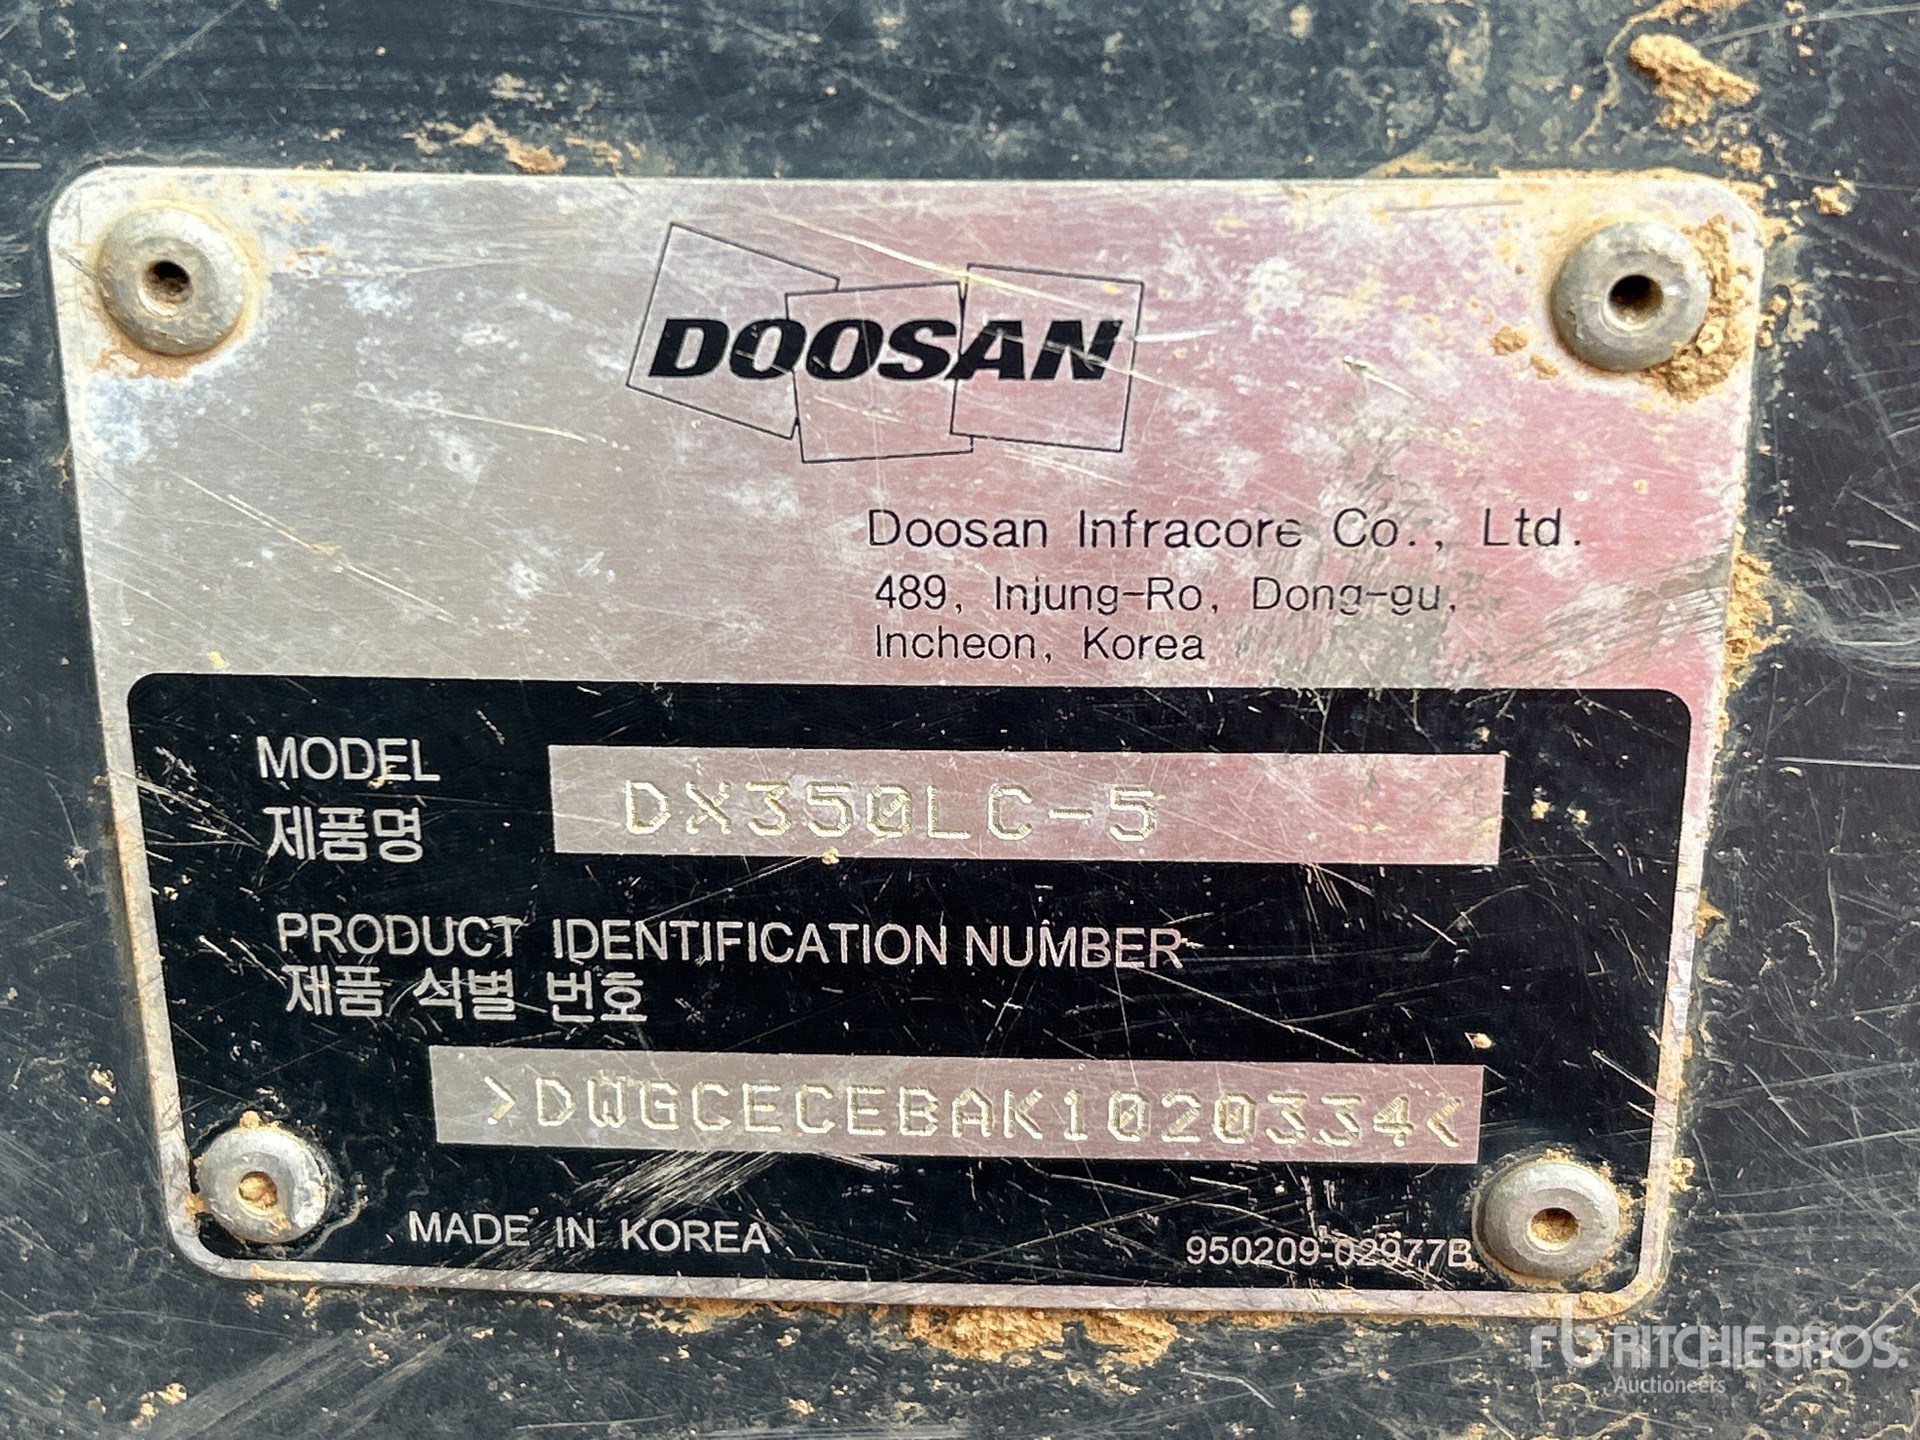 DOOSAN
Doosan Infracore Co., Ltd.
489, Injung-Ro, Dong-gu,
Incheon, Korea
MODEL
제품명
DX350LC-5
PRODUCT IDENTIFICATION NUMBER
제품 식별 번호
>DWGCECEBAK1020334<
MADE IN KOREA
950209-02977B
rb RITCHIE BROS.
Auctioneers